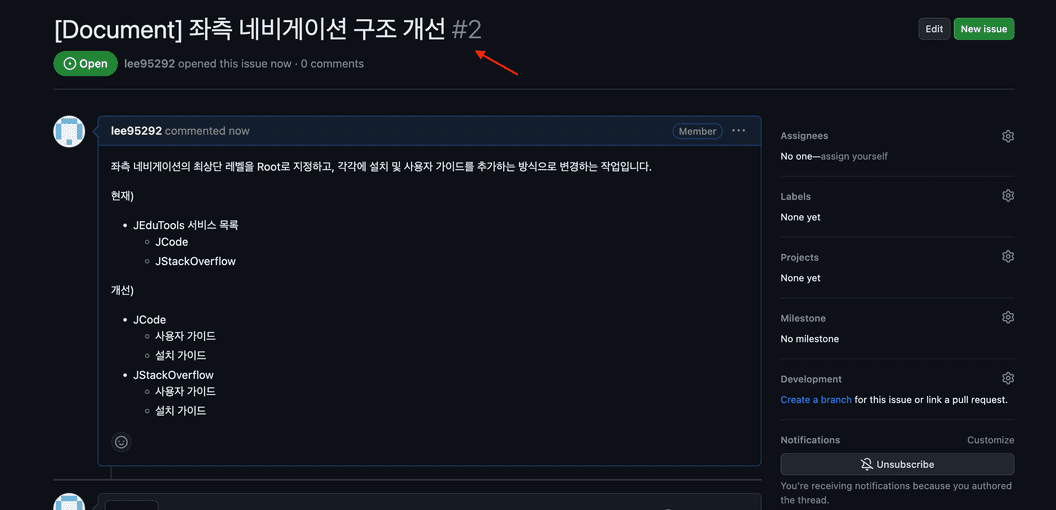 [Document] 좌측 네비게이션 구조 개선 #2
Edit
New issue
Open
lee95292 opened this issue now · 0 comments
lee95292 commented now
Member
좌측 네비게이션의 최상단 레벨을 Root로 지정하고, 각각에 설치 및 사용자 가이드를 추가하는 방식으로 변경하는 작업입니다.
현재)
JEduTools 서비스 목록
JCode
JStackOverflow
개선)
JCode
사용자 가이드
설치 가이드
JStackOverflow
사용자 가이드
설치 가이드
Assignees
No one—assign yourself
Labels
None yet
Projects
None yet
Milestone
No milestone
Development
Create a branch for this issue or link a pull request.
Notifications
Customize
Unsubscribe
You're receiving notifications because you authored
the thread.